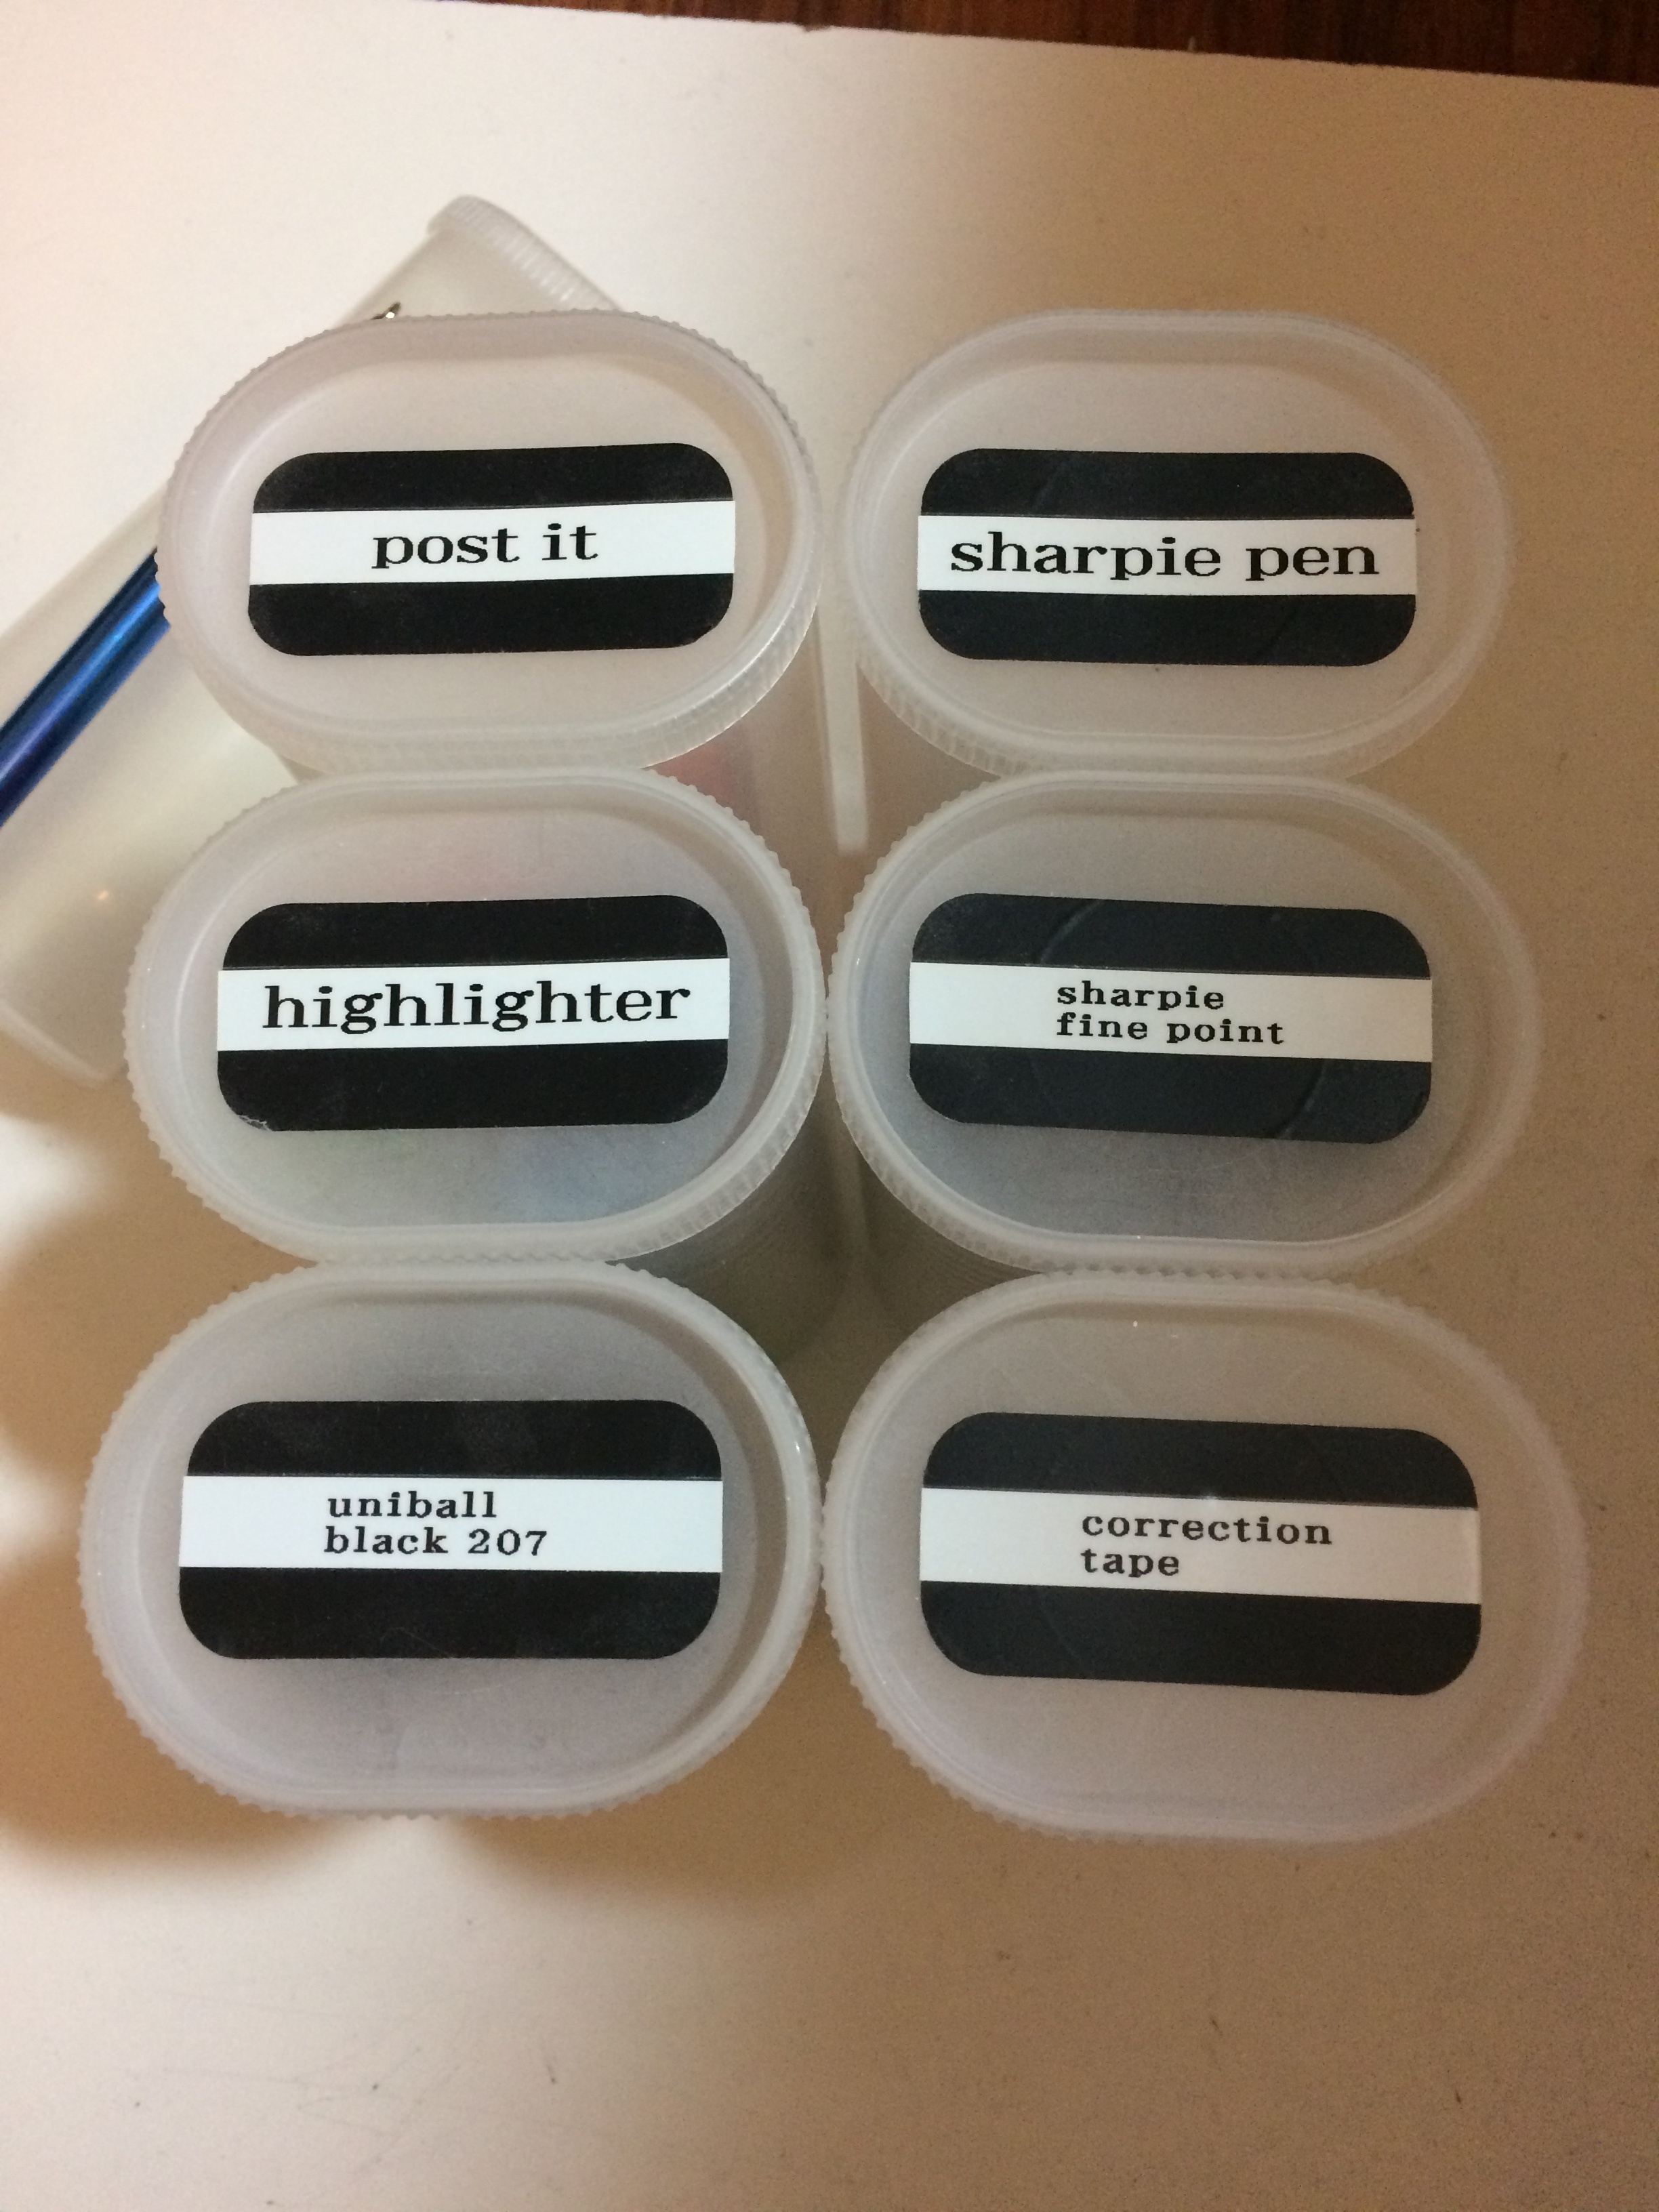 post it
sharpie pen
highlighter
sharpie
fine point
uniball
black 207
correction
tape